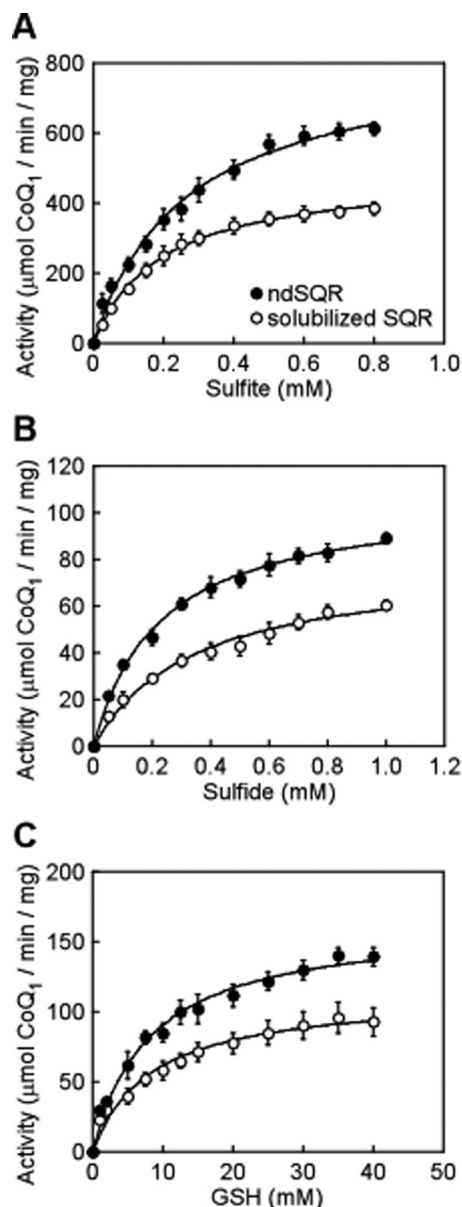 A
Activity (μmol CoQ₁ / min / mg)
800
600
400
200
0
ndSQR
solubilized SQR
0 0.2 0.4 0.6 0.8 1.0
Sulfite (mM)
B
Activity (μmol CoQ₁ / min / mg)
120
100
80
60
40
20
0
0 0.2 0.4 0.6 0.8 1.0 1.2
Sulfide (mM)
C
Activity (μmol CoQ₁ / min / mg)
200
150
100
50
0
0 10 20 30 40 50
GSH (mM)